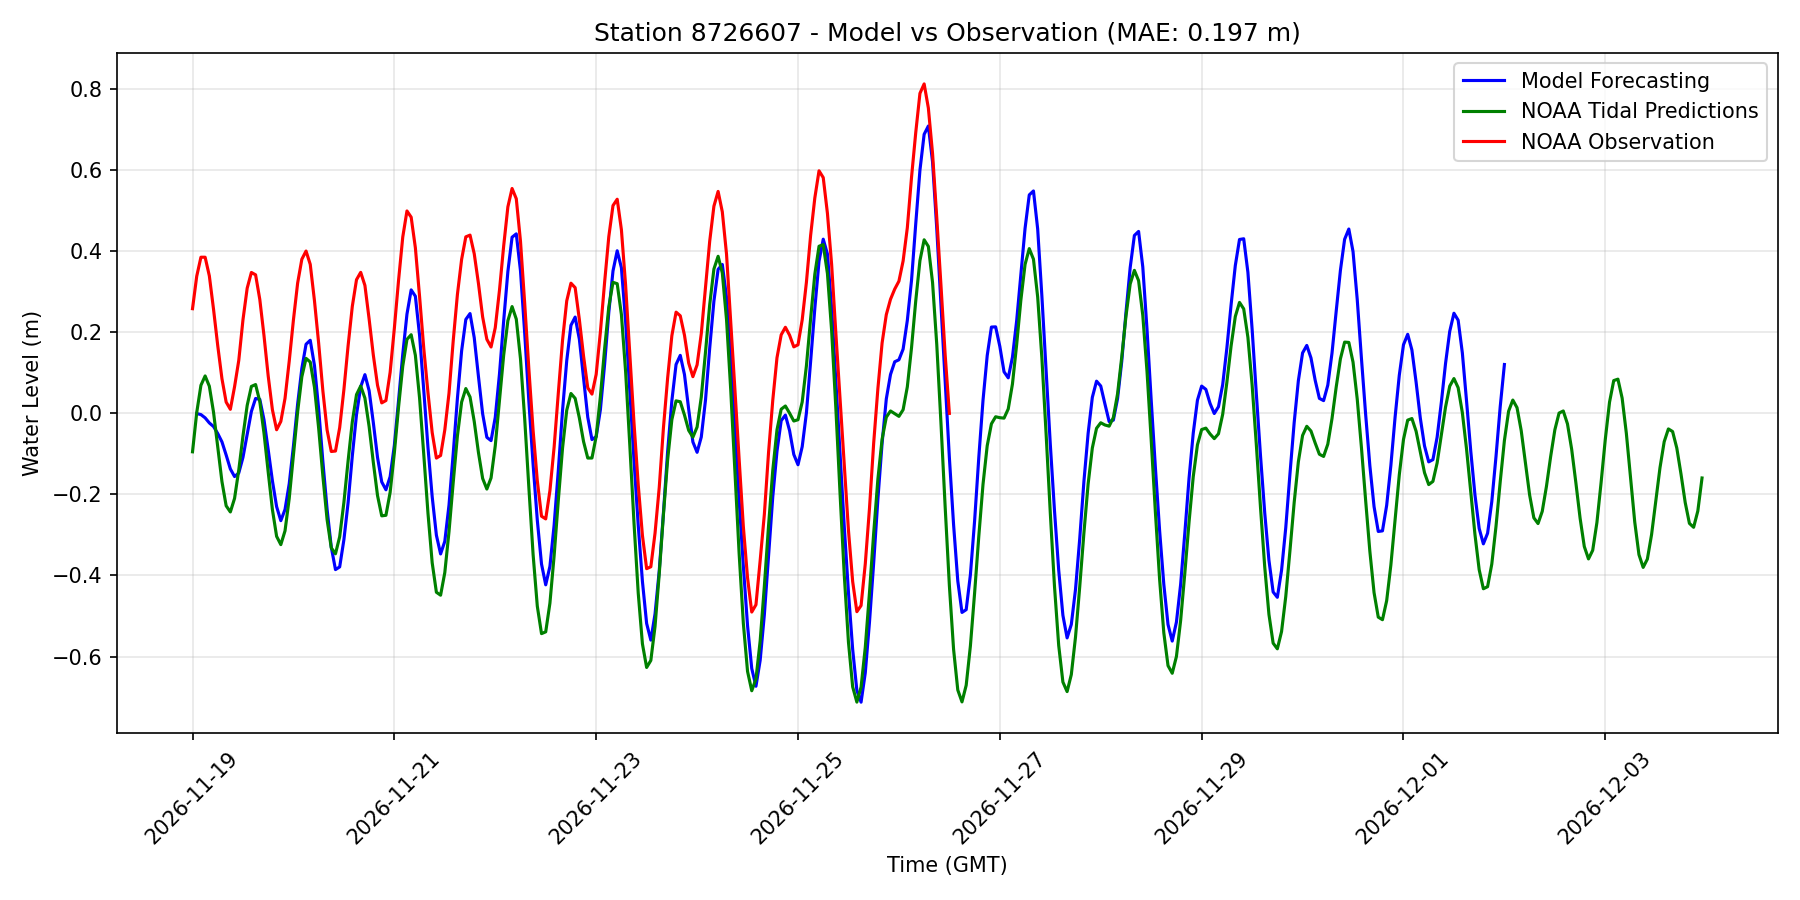 Station 8726607 - Model vs Observation (MAE: 0.197 m)
Model Forecasting
NOAA Tidal Predictions
NOAA Observation
Water Level (m)
0.8
0.6
0.4
0.2
0.0
−0.2
−0.4
−0.6
2026-11-19
2026-11-21
2026-11-23
2026-11-25
2026-11-27
2026-11-29
2026-12-01
2026-12-03
Time (GMT)